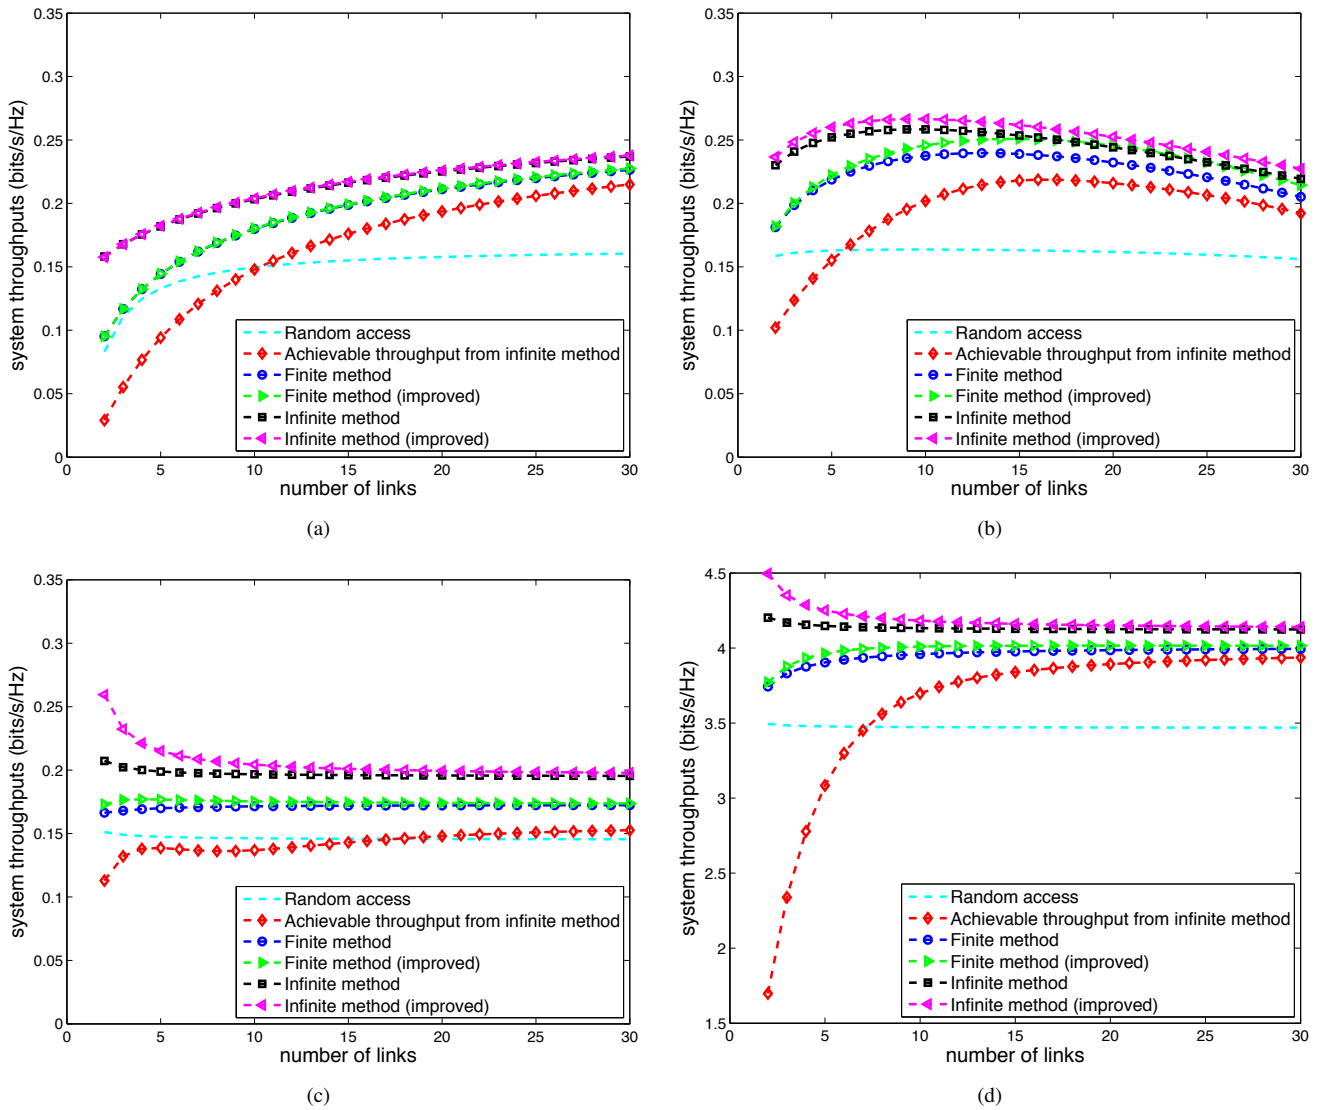 0.35
0.3
0.25
0.2
0.15
0.1
0.05
0
system throughputs (bits/s/Hz)
Random access
Achievable throughput from infinite method
Finite method
Finite method (improved)
Infinite method
Infinite method (improved)
0 5 10 15 20 25 30
number of links
(a)
0.35
0.3
0.25
0.2
0.15
0.1
0.05
0
system throughputs (bits/s/Hz)
Random access
Achievable throughput from infinite method
Finite method
Finite method (improved)
Infinite method
Infinite method (improved)
0 5 10 15 20 25 30
number of links
(b)
0.35
0.3
0.25
0.2
0.15
0.1
0.05
0
system throughputs (bits/s/Hz)
Random access
Achievable throughput from infinite method
Finite method
Finite method (improved)
Infinite method
Infinite method (improved)
0 5 10 15 20 25 30
number of links
(c)
4.5
4
3.5
3
2.5
2
1.5
system throughputs (bits/s/Hz)
Random access
Achievable throughput from infinite method
Finite method
Finite method (improved)
Infinite method
Infinite method (improved)
0 5 10 15 20 25 30
number of links
(d)